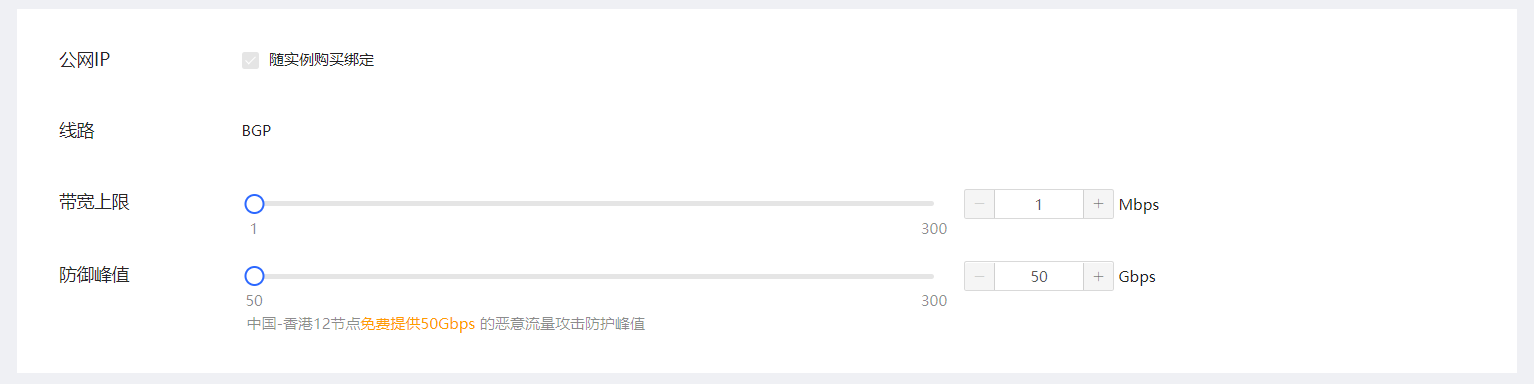 公网IP 随实例购买绑定
线路 BGP
带宽上限 － 1 + Mbps
1 300
防御峰值 － 50 + Gbps
50 300
中国-香港12节点免费提供50Gbps 的恶意流量攻击防护峰值